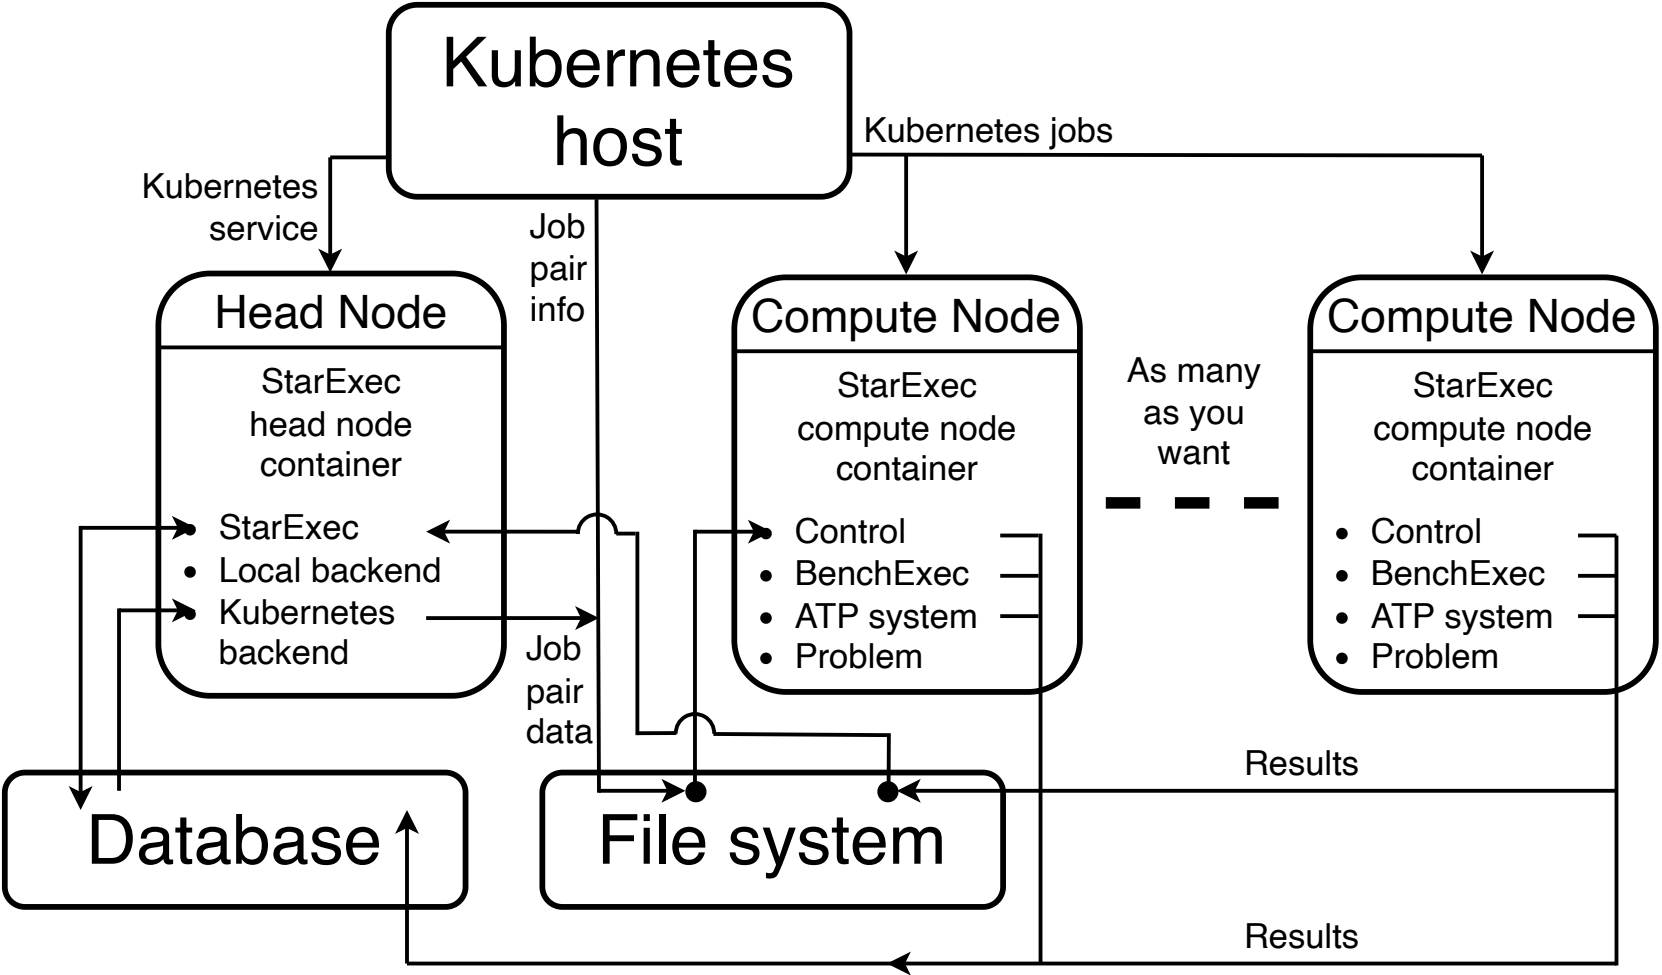 Kubernetes
host
Kubernetes jobs
Kubernetes
service
Job
pair
info
Head Node
StarExec
head node
container
• StarExec
• Local backend
• Kubernetes
backend
Compute Node
StarExec
compute node
container
• Control
• BenchExec
• ATP system
• Problem
As many
as you
want
Compute Node
StarExec
compute node
container
• Control
• BenchExec
• ATP system
• Problem
Job
pair
data
Results
Database
File system
Results